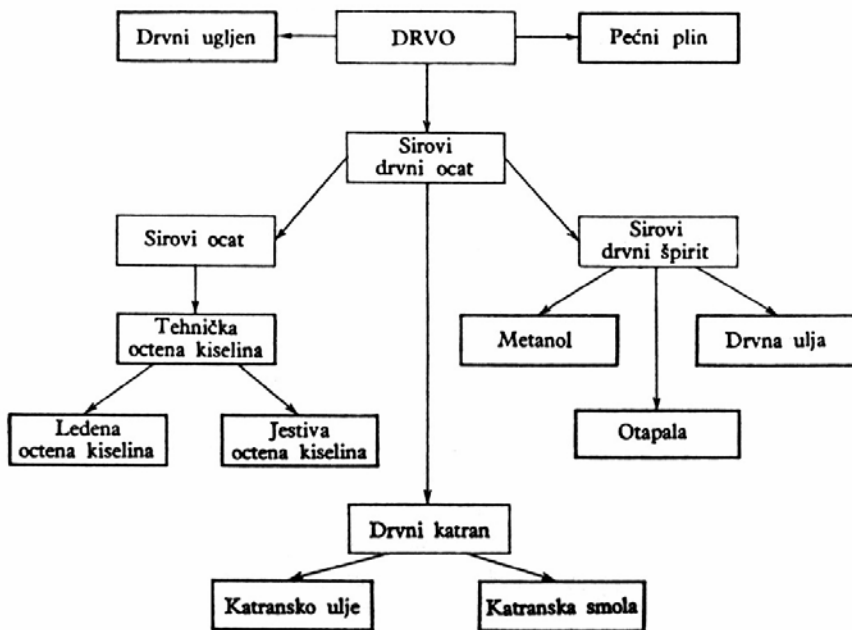 Drvni ugljen
DRVO
Pećni plin
Sirovi
drvni ocat
Sirovi ocat
Sirovi
drvni špirit
Tehnička
octena kiselina
Metanol
Drvna ulja
Ledena
octena kiselina
Jestiva
octena kiselina
Otapala
Drvni katran
Katransko ulje
Katranska smola